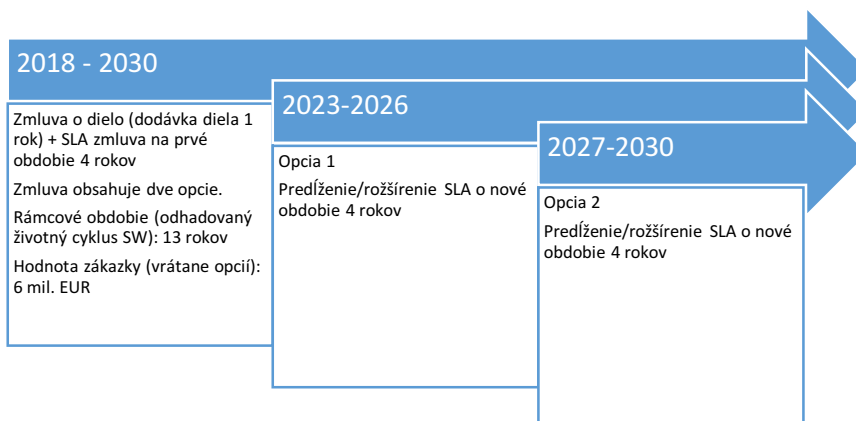 2018 - 2030
Zmluva o dielo (dodávka diela 1
rok) + SLA zmluva na prvé
obdobie 4 rokov
Zmluva obsahuje dve opcie.
Rámcové obdobie (odhadovaný
životný cyklus SW): 13 rokov
Hodnota zákazky (vrátane opcií):
6 mil. EUR
2023-2026
Opcia 1
Predĺženie/rožšírenie SLA o nové
obdobie 4 rokov
2027-2030
Opcia 2
Predĺženie/rožšírenie SLA o nové
obdobie 4 rokov